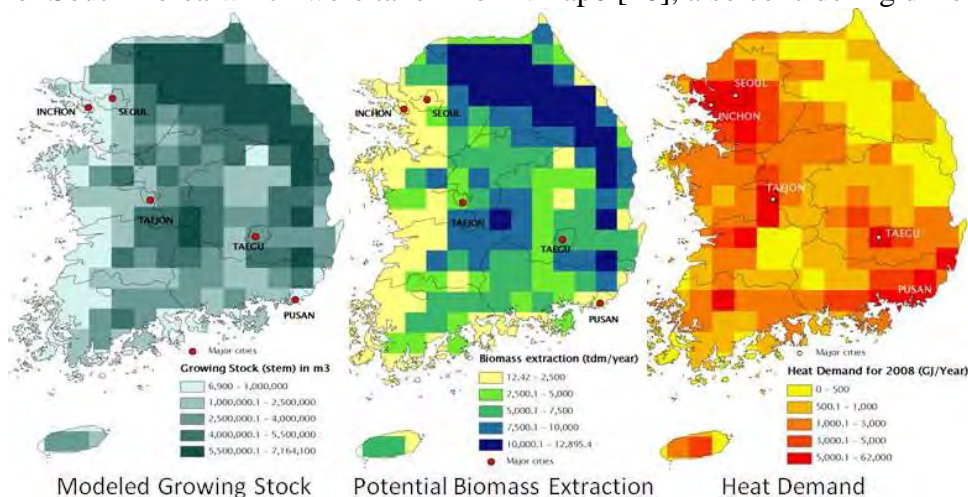 INCHON
SEOUL
TAEJON
TAEGU
PUSAN
Major cities
Growing Stock (stem) in m3
6,900 - 1,000,000
1,000,000.1 - 2,500,000
2,500,000.1 - 4,000,000
4,000,000.1 - 5,500,000
5,500,000.1 - 7,164,100
Modeled Growing Stock
INCHON
SEOUL
TAEJON
TAEGU
PUSAN
Biomass extraction (tdm/year)
12.42 - 2,500
2,500.1 - 5,000
5,000.1 - 7,500
7,500.1 - 10,000
10,000.1 - 12,895.4
Major cities
Potential Biomass Extraction
SEOUL
INCHON
TAEJON
TAEGU
PUSAN
Major cities
Heat Demand for 2008 (GJ/Year)
0 - 500
500.1 - 1,000
1,000.1 - 3,000
3,000.1 - 5,000
5,000.1 - 62,000
Heat Demand